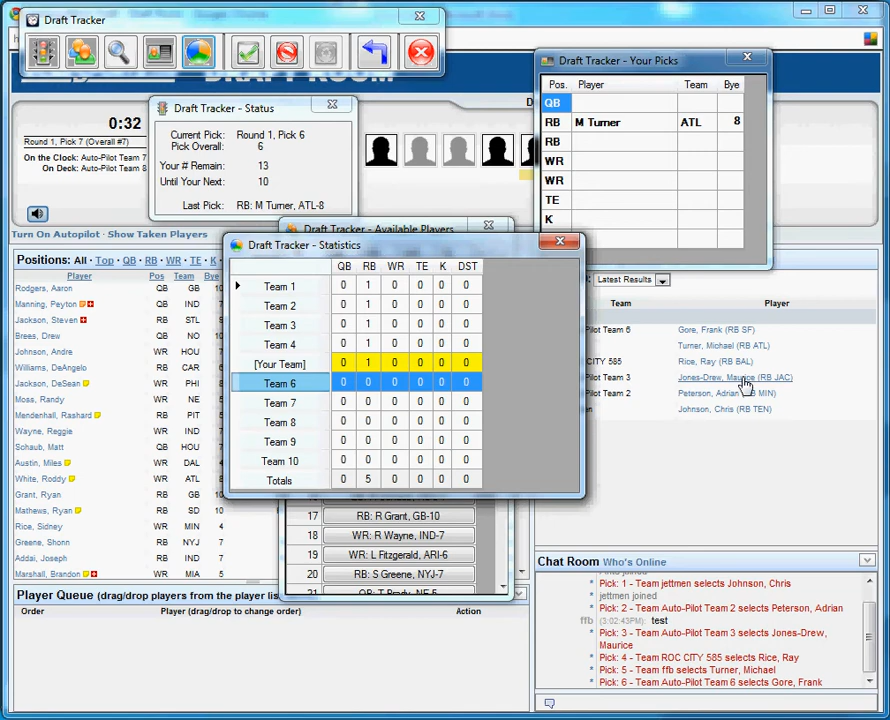 Draft Tracker
DRAFT ROOM
0:32
Round 1, Pick 7 (Overall #7)
On the Clock: Auto-Pilot Team 7
On Deck: Auto-Pilot Team 8
Turn On Autopilot - Show Taken Players
Draft Tracker - Status
Current Pick: Round 1, Pick 6
Pick Overall: 6
Your # Remain: 13
Until Your Next: 10
Last Pick: RB: M Turner, ATL-8
Draft Tracker - Your Picks
Pos. Player Team Bye
QB
RB M Turner ATL 8
RB
WR
WR
TE
K
Positions: All - Top - QB - RB - WR - TE - K
Player Pos Team Bye
Rodgers, Aaron QB GB
Manning, Peyton QB IND
Jackson, Steven RB STL
Brees, Drew QB NO
Johnson, Andre WR HOU
Williams, DeAngelo RB CAR
Jackson, DeSean WR PHI
Moss, Randy WR NE
Mendenhall, Rashard RB PIT
Wayne, Reggie WR IND
Schaub, Matt QB HOU
Austin, Miles WR DAL 4
White, Roddy WR ATL 8
Grant, Ryan RB GB
Mathews, Ryan RB SD
Rice, Sidney WR MIN 4
Greene, Shonn RB NYJ 7
Addai, Joseph RB IND 7
Marshall, Brandon WR MIA 5
Draft Tracker - Available Players
17 RB: R Grant, GB-10
18 WR: R Wayne, IND-7
19 WR: L Fitzgerald, ARI-6
20 RB: S Greene, NYJ-7
21 QB: T Brady, NE-5
Draft Tracker - Statistics
QB RB WR TE K DST
Team 1 0 1 0 0 0 0
Team 2 0 1 0 0 0 0
Team 3 0 1 0 0 0 0
Team 4 0 1 0 0 0 0
[Your Team] 0 1 0 0 0 0
Team 6 0 0 0 0 0 0
Team 7 0 0 0 0 0 0
Team 8 0 0 0 0 0 0
Team 9 0 0 0 0 0 0
Team 10 0 0 0 0 0 0
Totals 0 5 0 0 0 0
Latest Results
Team Player
Pilot Team 6 Gore, Frank (RB SF)
Turner, Michael (RB ATL)
CITY 585 Rice, Ray (RB BAL)
Pilot Team 3 Jones-Drew, Maurice (RB JAC)
Pilot Team 2 Peterson, Adrian MIN)
Johnson, Chris (RB TEN)
Chat Room Who's Online
joined
* Pick: 1 - Team jettmen selects Johnson, Chris
* jettmen joined
* Pick: 2 - Team Auto-Pilot Team 2 selects Peterson, Adrian
ffb (3:02:43PM): test
* Pick: 3 - Team Auto-Pilot Team 3 selects Jones-Drew,
Maurice
* Pick: 4 - Team ROC CITY 585 selects Rice, Ray
* Pick: 5 - Team ffb selects Turner, Michael
* Pick: 6 - Team Auto-Pilot Team 6 selects Gore, Frank
Player Queue (drag/drop players from the player list
Order Player (drag/drop to change order) Action